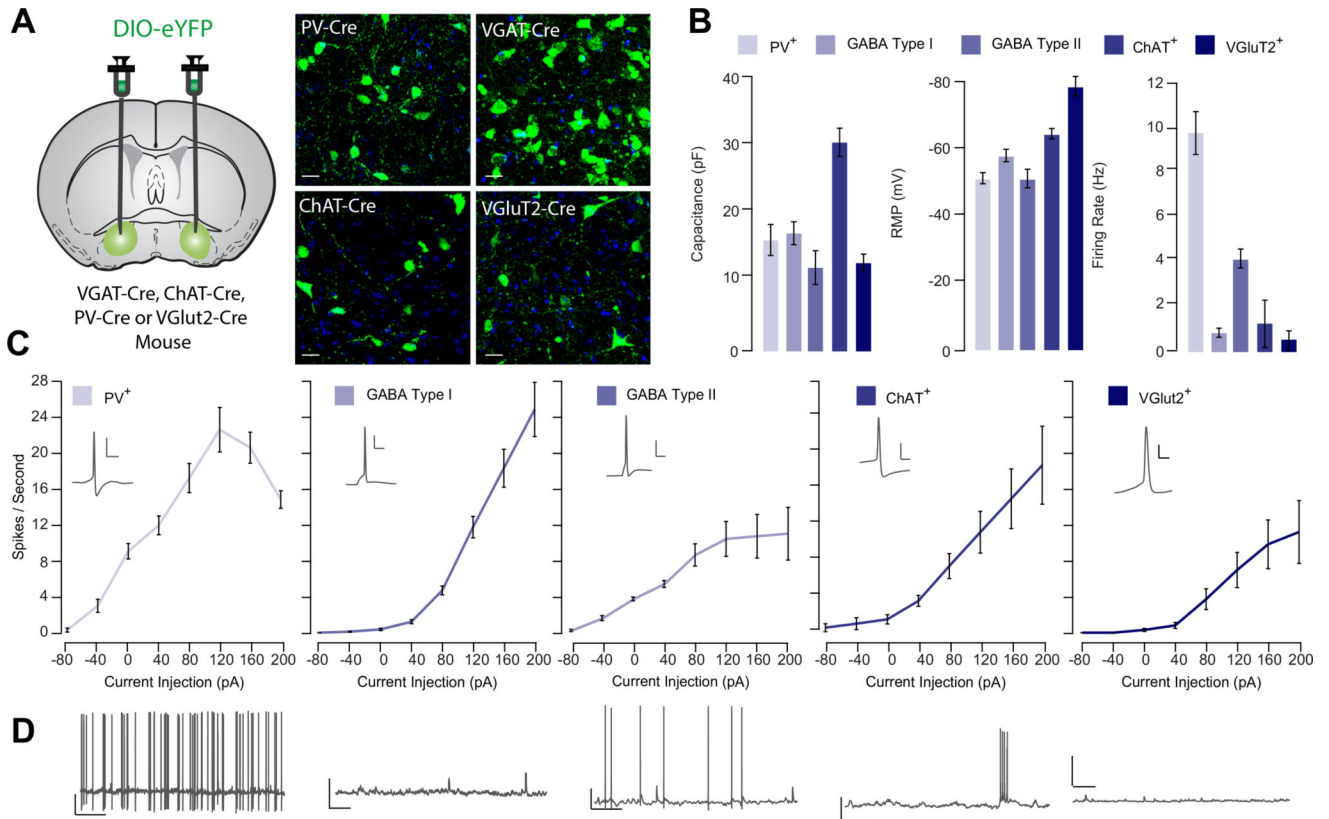 A
DIO-eYFP
VGAT-Cre, ChAT-Cre,
PV-Cre or VGlut2-Cre
Mouse
PV-Cre
VGAT-Cre
ChAT-Cre
VGluT2-Cre
B
PV+
GABA Type I
GABA Type II
ChAT+
VGluT2+
Capacitance (pF)
40
30
20
10
0
RMP (mV)
-80
-60
-40
-20
0
Firing Rate (Hz)
12
10
8
6
4
2
0
C
Spikes / Second
28
24
20
16
12
8
4
0
PV+
-80 -40 0 40 80 120 160 200
Current Injection (pA)
GABA Type I
-80 -40 0 40 80 120 160 200
Current Injection (pA)
GABA Type II
-80 -40 0 40 80 120 160 200
Current Injection (pA)
ChAT+
-80 -40 0 40 80 120 160 200
Current Injection (pA)
VGlut2+
-80 -40 0 40 80 120 160 200
Current Injection (pA)
D